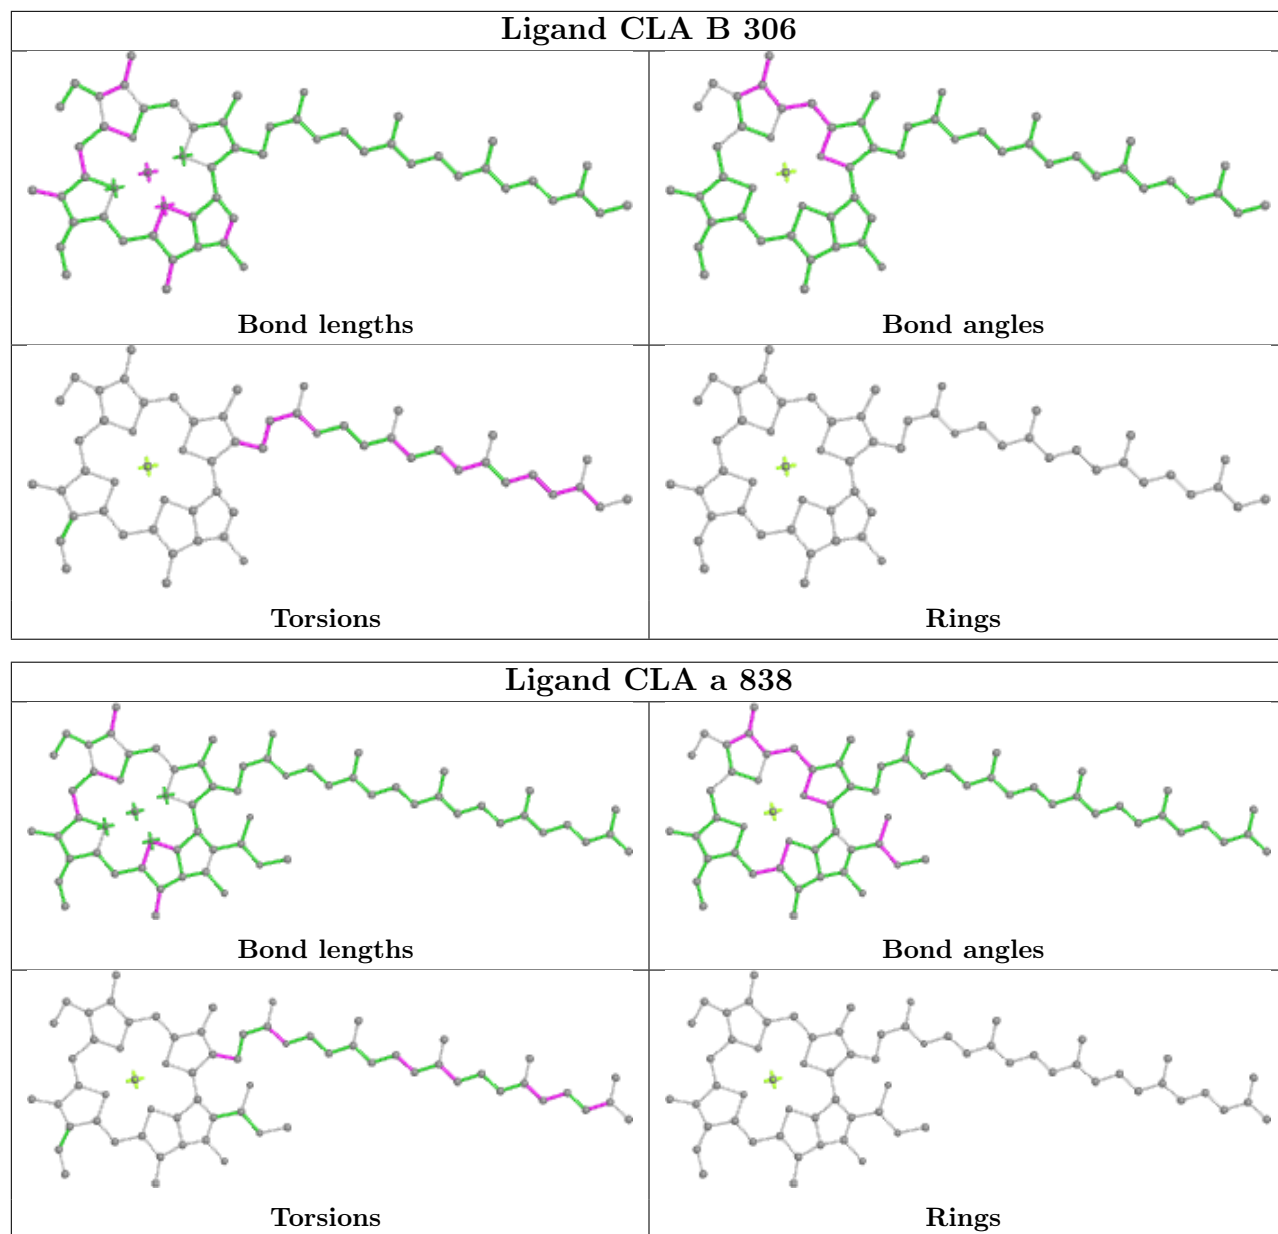 Ligand CLA B 306
Bond lengths
Bond angles
Torsions
Rings
Ligand CLA a 838
Bond lengths
Bond angles
Torsions
Rings